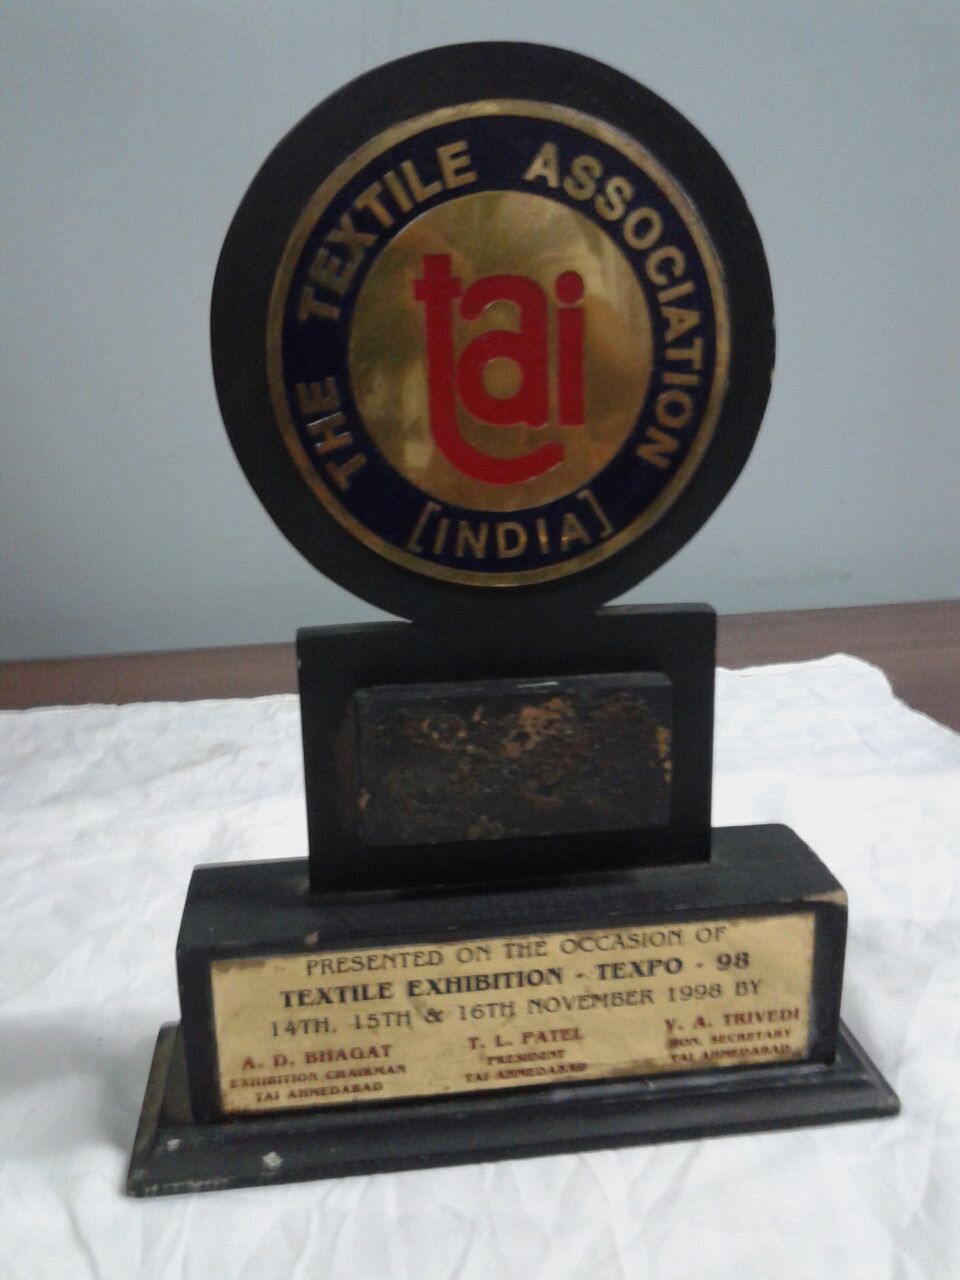 THE TEXTILE ASSOCIATION
[INDIA]
tai
PRESENTED ON THE OCCASION OF
TEXTILE EXHIBITION - TEXPO - 98
14TH, 15TH & 16TH NOVEMBER 1998 BY
A. D. BHAGAT
EXHIBITION CHAIRMAN
TAI AHMEDABAD
T. L. PATEL
PRESIDENT
TAI AHMEDABAD
Y. A. TRIVEDI
HON. SECRETARY
TAI AHMEDABAD